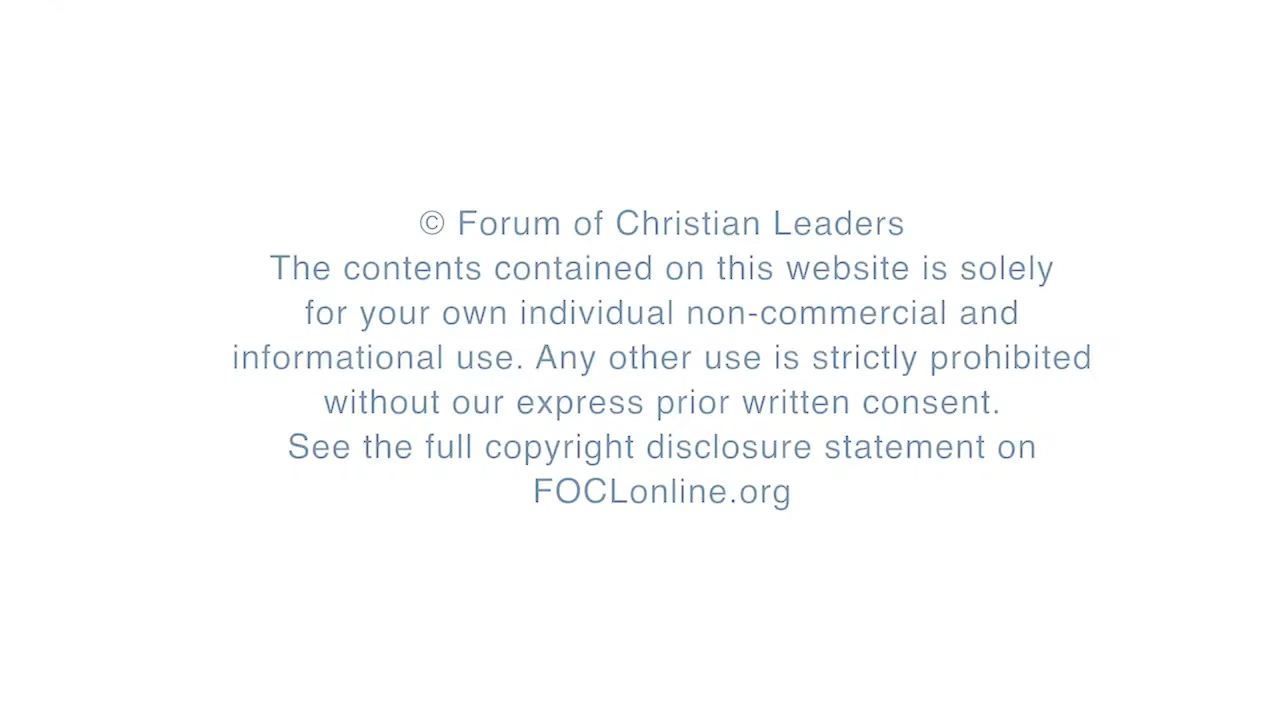 © Forum of Christian Leaders
The contents contained on this website is solely
for your own individual non-commercial and
informational use. Any other use is strictly prohibited
without our express prior written consent.
See the full copyright disclosure statement on
FOCLonline.org